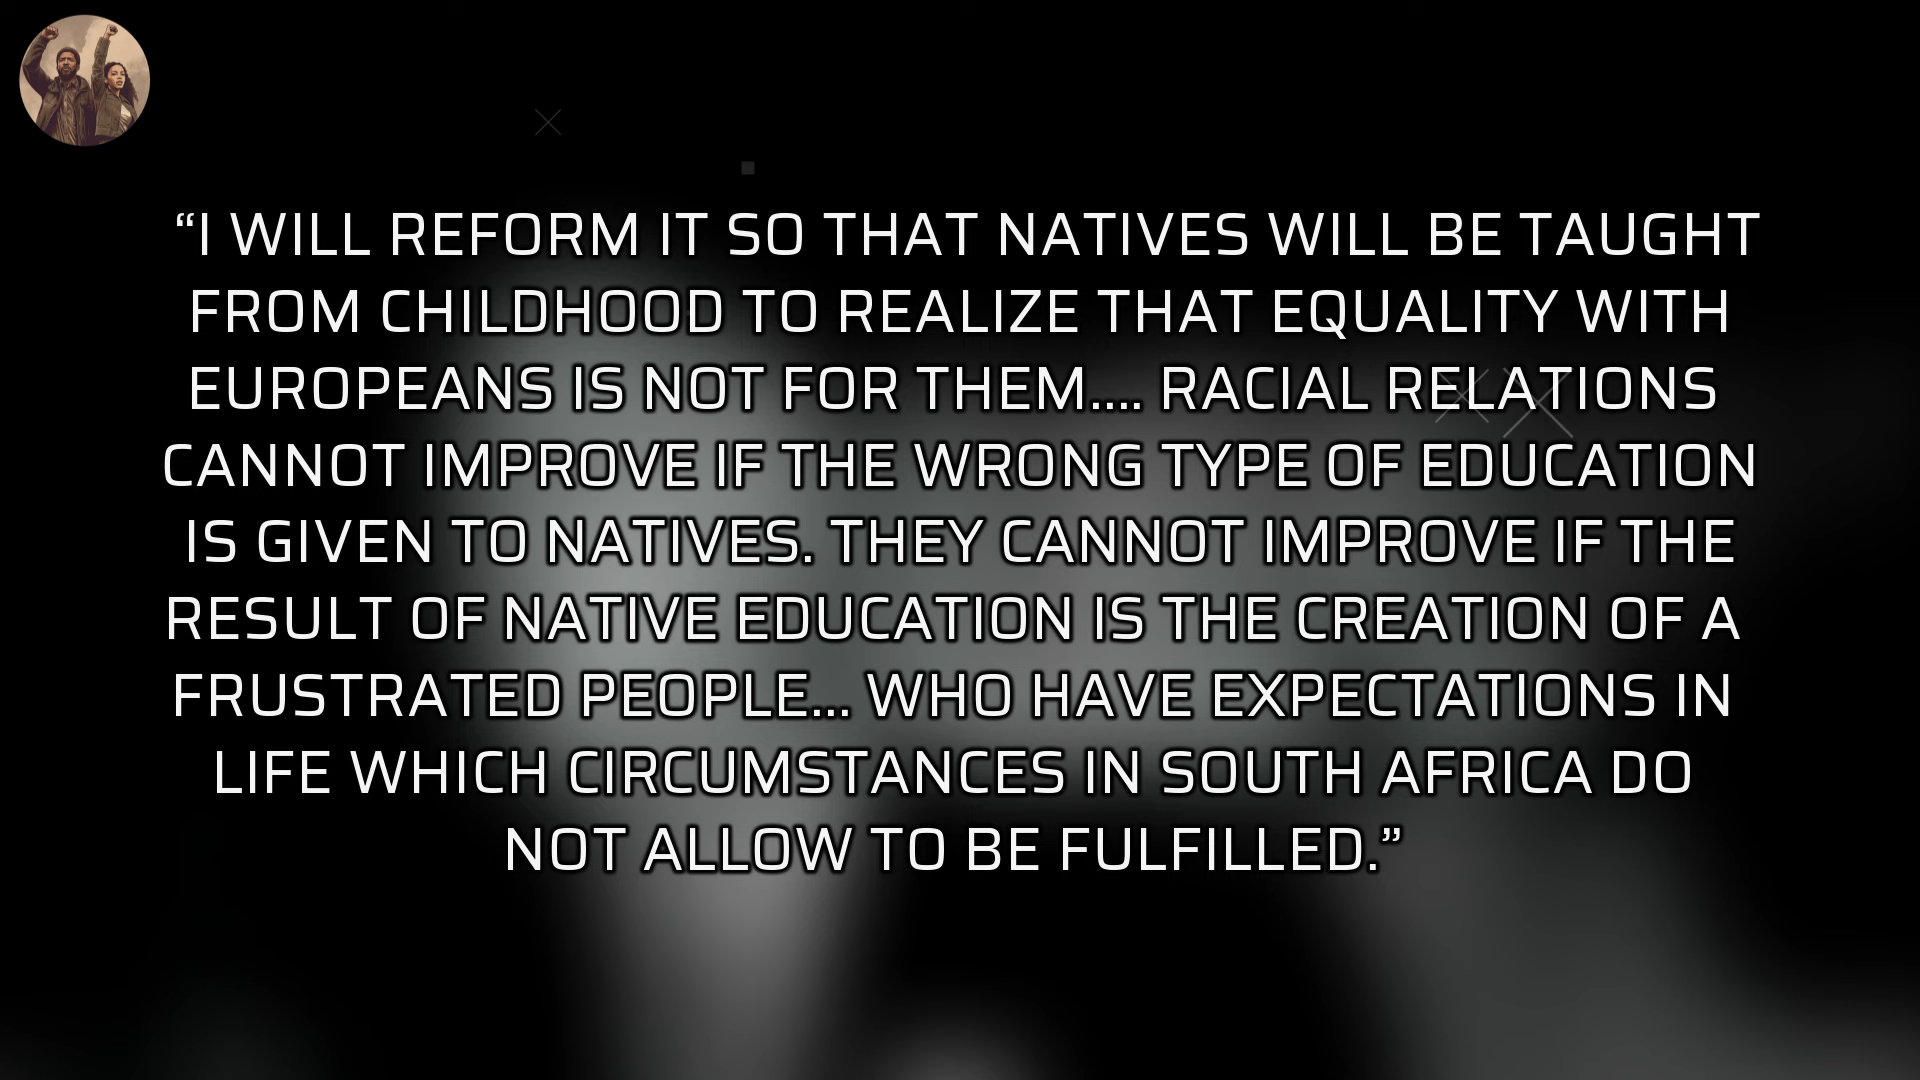 “I WILL REFORM IT SO THAT NATIVES WILL BE TAUGHT
FROM CHILDHOOD TO REALIZE THAT EQUALITY WITH
EUROPEANS IS NOT FOR THEM.... RACIAL RELATIONS
CANNOT IMPROVE IF THE WRONG TYPE OF EDUCATION
IS GIVEN TO NATIVES. THEY CANNOT IMPROVE IF THE
RESULT OF NATIVE EDUCATION IS THE CREATION OF A
FRUSTRATED PEOPLE... WHO HAVE EXPECTATIONS IN
LIFE WHICH CIRCUMSTANCES IN SOUTH AFRICA DO
NOT ALLOW TO BE FULFILLED.”